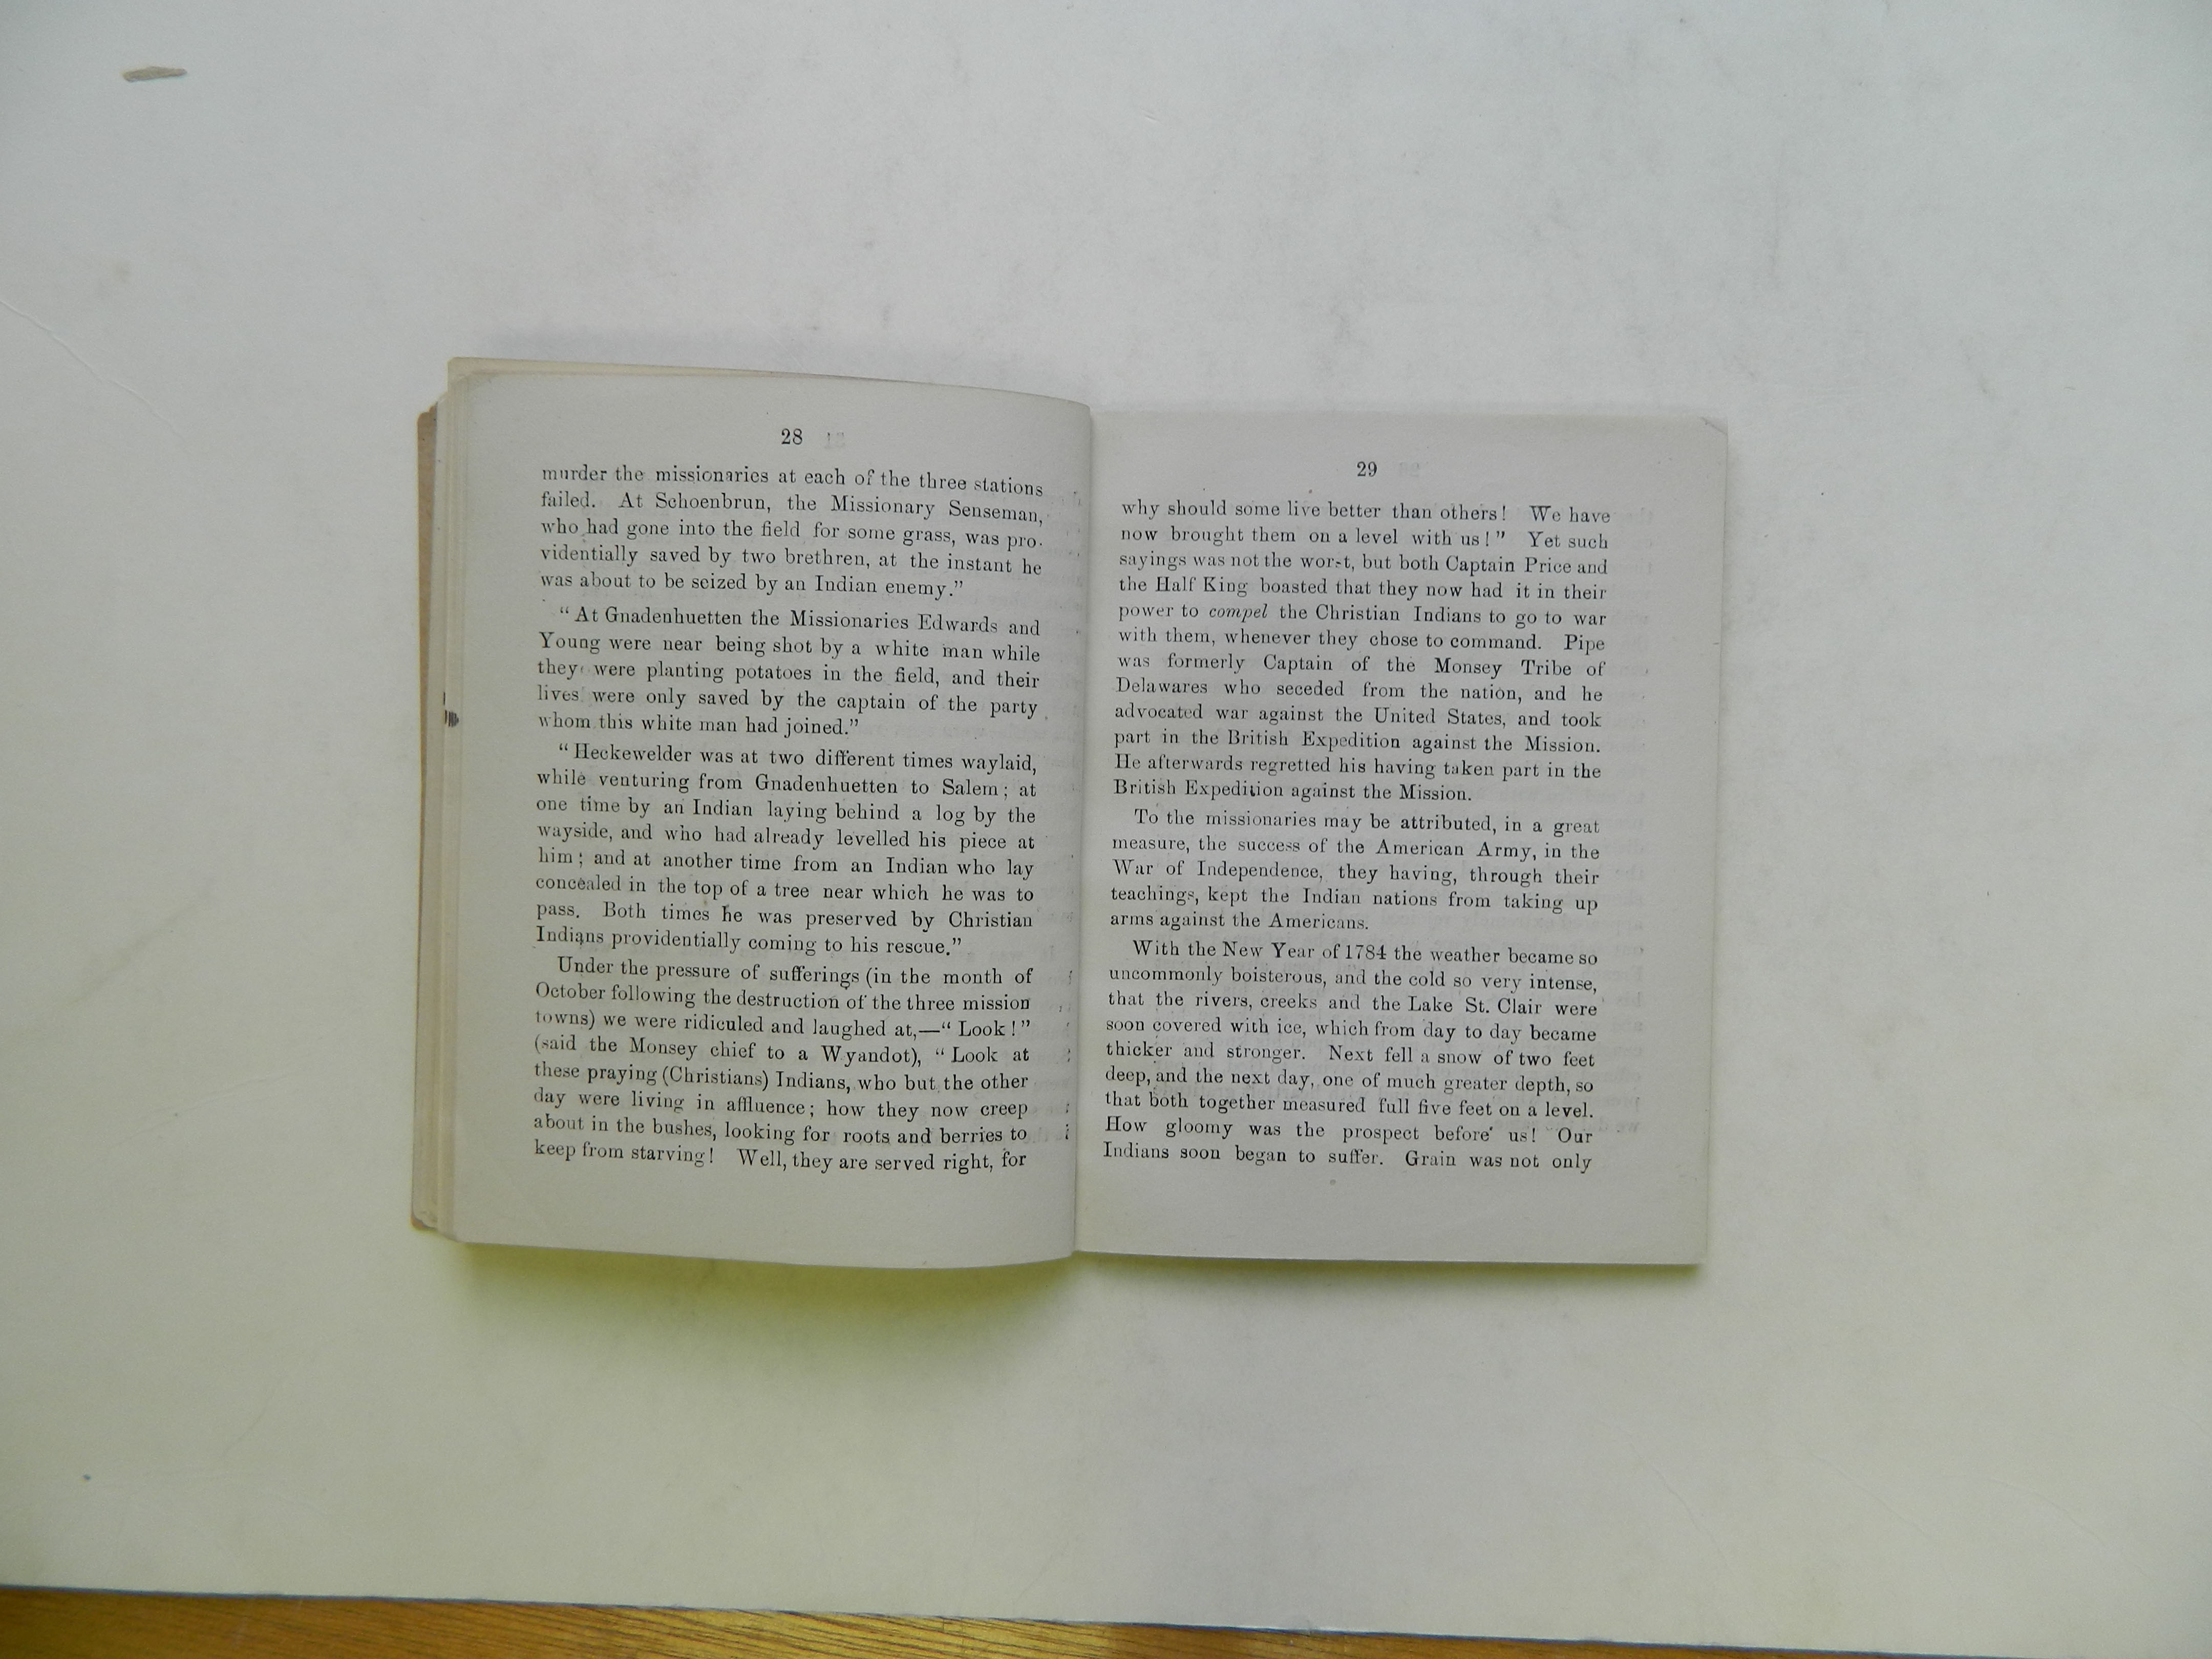 28
murder the missionaries at each of the three stations
failed. At Schoenbrun, the Missionary Senseman,
who had gone into the field for some grass, was pro-
videntially saved by two brethren, at the instant he
was about to be seized by an Indian enemy.”
“At Gnadenhuetten the Missionaries Edwards and
Young were near being shot by a white man while
they were planting potatoes in the field, and their
lives were only saved by the captain of the party
whom this white man had joined.”
“Heckewelder was at two different times waylaid,
while venturing from Gnadenhuetten to Salem; at
one time by an Indian laying behind a log by the
wayside, and who had already levelled his piece at
him; and at another time from an Indian who lay
concealed in the top of a tree near which he was to
pass. Both times he was preserved by Christian
Indians providentially coming to his rescue.”
Under the pressure of sufferings (in the month of
October following the destruction of the three mission
towns) we were ridiculed and laughed at,—“Look!”
(said the Monsey chief to a Wyandot), “Look at
these praying (Christians) Indians, who but the other
day were living in affluence; how they now creep
about in the bushes, looking for roots and berries to
keep from starving! Well, they are served right, for
29
why should some live better than others! We have
now brought them on a level with us!” Yet such
sayings was not the worst, but both Captain Price and
the Half King boasted that they now had it in their
power to compel the Christian Indians to go to war
with them, whenever they chose to command. Pipe
was formerly Captain of the Monsey Tribe of
Delawares who seceded from the nation, and he
advocated war against the United States, and took
part in the British Expedition against the Mission.
He afterwards regretted his having taken part in the
British Expedition against the Mission.
To the missionaries may be attributed, in a great
measure, the success of the American Army, in the
War of Independence, they having, through their
teachings, kept the Indian nations from taking up
arms against the Americans.
With the New Year of 1784 the weather became so
uncommonly boisterous, and the cold so very intense,
that the rivers, creeks and the Lake St. Clair were
soon covered with ice, which from day to day became
thicker and stronger. Next fell a snow of two feet
deep, and the next day, one of much greater depth, so
that both together measured full five feet on a level.
How gloomy was the prospect before us! Our
Indians soon began to suffer. Grain was not only